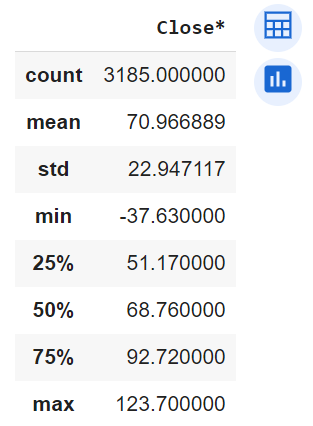 Close*
count 3185.000000
mean 70.966889
std 22.947117
min -37.630000
25% 51.170000
50% 68.760000
75% 92.720000
max 123.700000